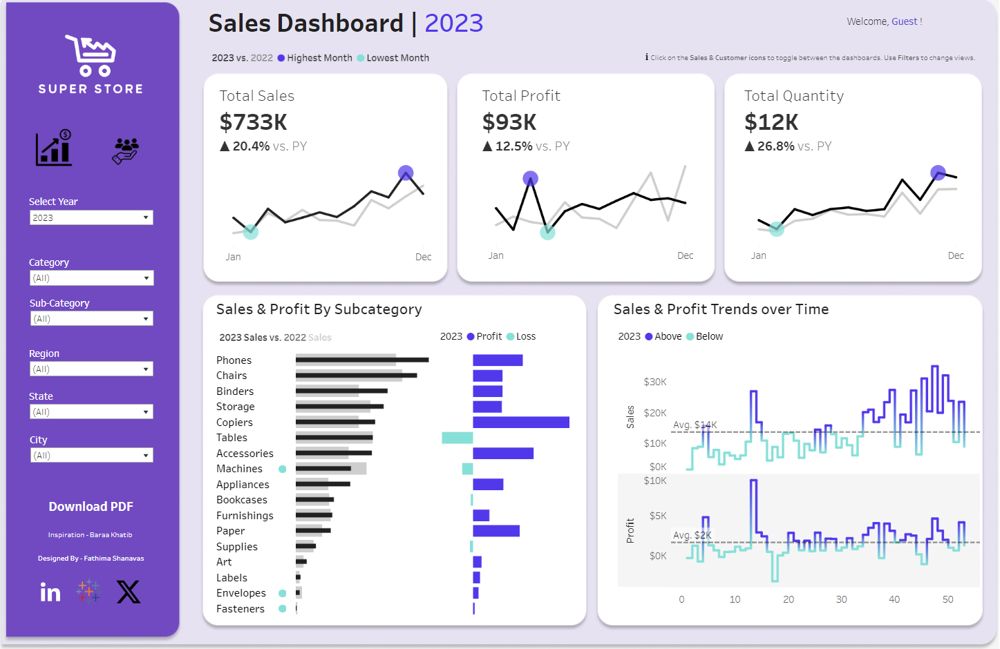 SUPER STORE
Select Year
2023
Category
(All)
Sub-Category
(All)
Region
(All)
State
(All)
City
(All)
Download PDF
Inspiration - Baraa Khatib
Designed By - Fathima Shanavas
in
X
Sales Dashboard | 2023
Welcome, Guest !
2023 vs. 2022 Highest Month Lowest Month
i Click on the Sales & Customer icons to toggle between the dashboards. Use Filters to change views.
Total Sales
$733K
▲ 20.4% vs. PY
Jan Dec
Total Profit
$93K
▲ 12.5% vs. PY
Jan Dec
Total Quantity
$12K
▲ 26.8% vs. PY
Jan Dec
Sales & Profit By Subcategory
2023 Sales vs. 2022 Sales
2023 Profit Loss
Phones
Chairs
Binders
Storage
Copiers
Tables
Accessories
Machines
Appliances
Bookcases
Furnishings
Paper
Supplies
Art
Labels
Envelopes
Fasteners
Sales & Profit Trends over Time
2023 Above Below
Sales
$30K
$20K
Avg. $14K
$10K
$0K
Profit
$10K
$5K
Avg. $2K
$0K
0 10 20 30 40 50